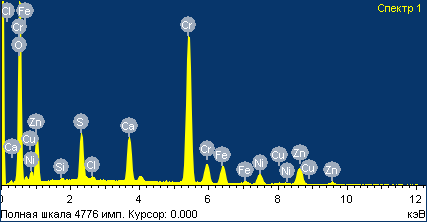 Спектр 1
Cl Fe
Cr
O
Zn
Cu
Ca
Ni
Si
S
Cl
Ca
Cr
Cr
Fe
Fe
Ni
Cu
Ni
Zn
Cu
Zn
0 2 4 6 8 10 12
Полная шкала 4776 имп. Курсор: 0.000 кэВ